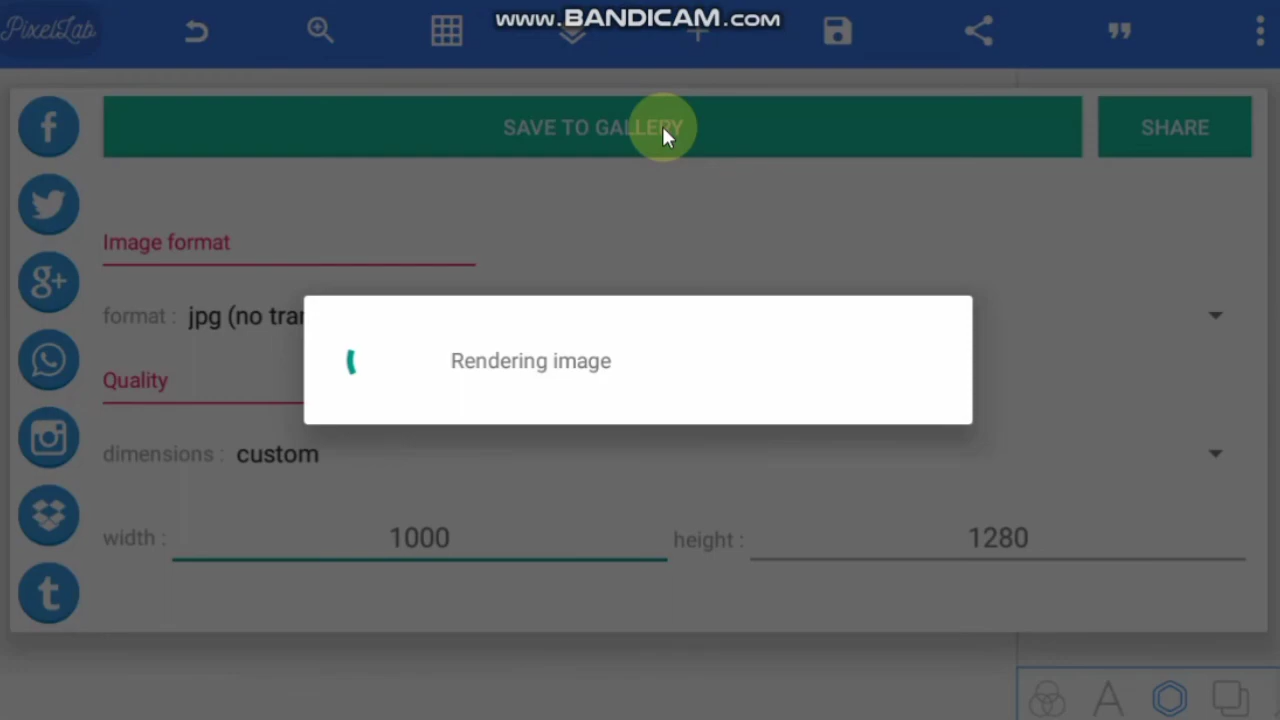 PixelLab
www.BANDICAM.com
SAVE TO GALLERY
SHARE
Image format
format : jpg (no tran
Rendering image
Quality
dimensions : custom
width : 1000
height : 1280